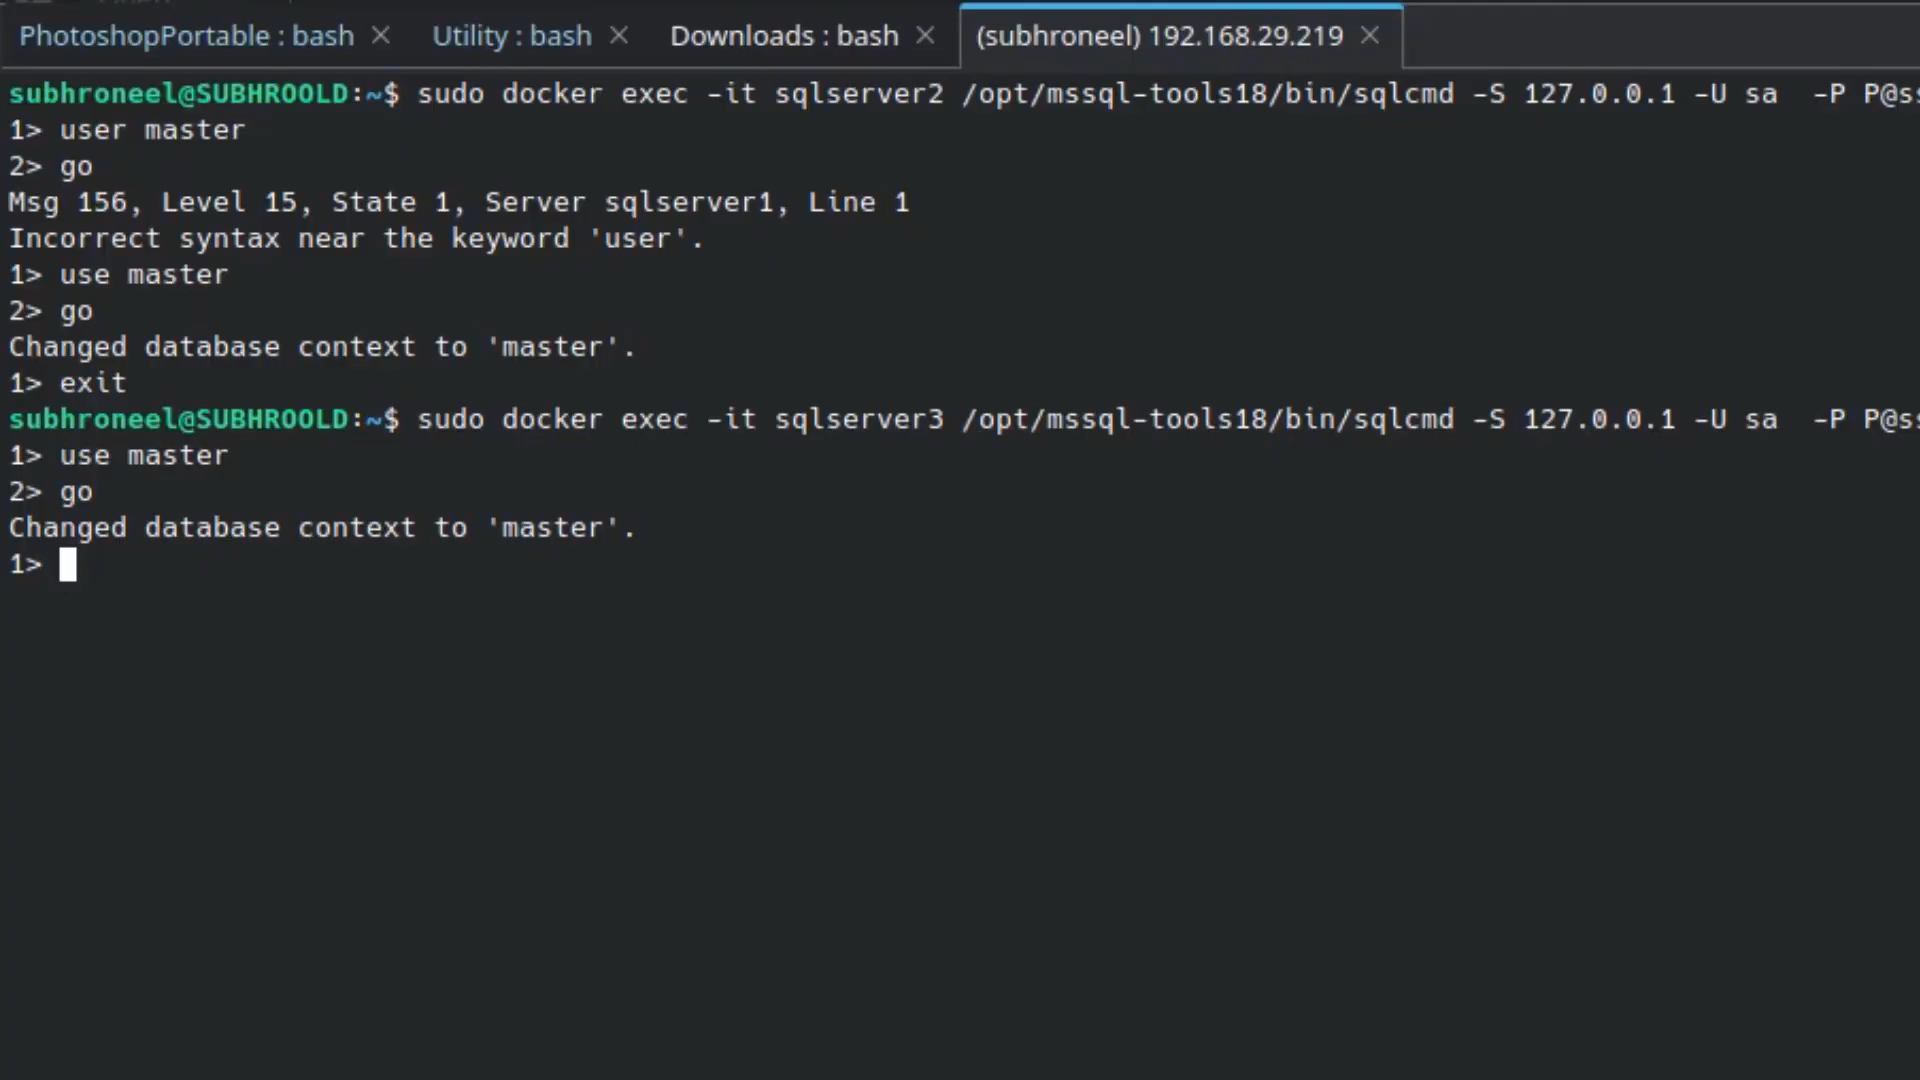 PhotoshopPortable : bash × Utility : bash × Downloads : bash × (subhroneel) 192.168.29.219 ×
subhroneel@SUBHROOLD:~$ sudo docker exec -it sqlserver2 /opt/mssql-tools18/bin/sqlcmd -S 127.0.0.1 -U sa  -P P@ss
1> user master
2> go
Msg 156, Level 15, State 1, Server sqlserver1, Line 1
Incorrect syntax near the keyword 'user'.
1> use master
2> go
Changed database context to 'master'.
1> exit
subhroneel@SUBHROOLD:~$ sudo docker exec -it sqlserver3 /opt/mssql-tools18/bin/sqlcmd -S 127.0.0.1 -U sa  -P P@ss
1> use master
2> go
Changed database context to 'master'.
1>